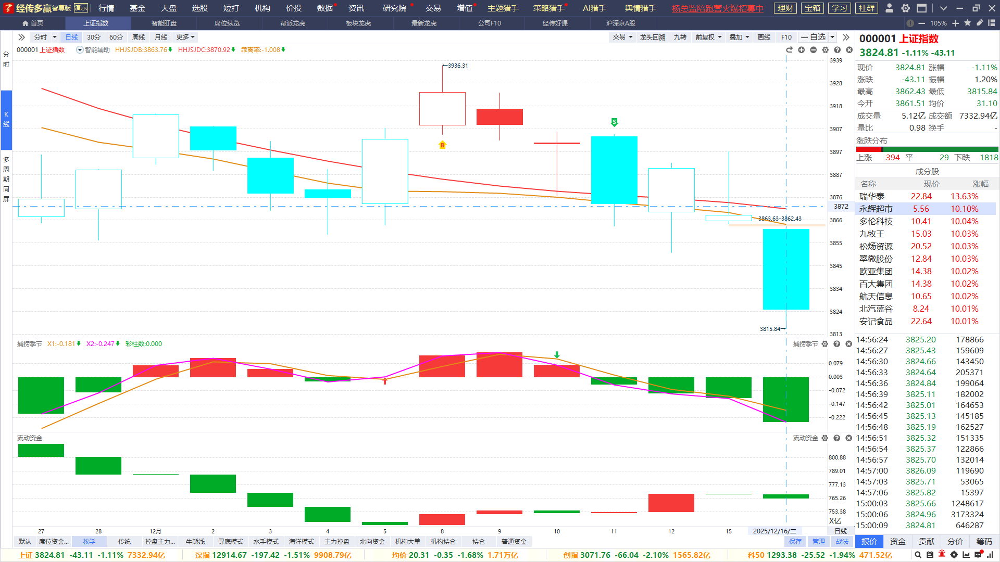 经传多赢 智尊版 演示 行情 基金 大盘 选股 短打 机构 价投 数据 资讯 研究院 交易 增值 主题猎手 策略猎手 AI猎手 舆情猎手 杨总监陪跑营火爆招募中 理财 宝箱 学习 社群
首页 上证指数 智能盯盘 席位纵览 帮派龙虎 板块龙虎 最新龙虎 公司F10 经传好课 沪深京A股 105%
分时 日线 30分 60分 周线 月线 更多 交易 龙头回溯 九转 前复权 叠加 画线 F10 一自选
000001 上证指数 智能辅助 HHJSJDB:3863.76 HHJSJDC:3870.92 乖离率:-1.008
分时
K线
多周期同屏
3936.31
B
S
3863.63-3862.43
3815.84
3939
3928
3918
3907
3897
3887
3876
3872
3866
3855
3845
3834
3824
3813
捕捞季节 X1:-0.181 X2:-0.247 彩柱数:0.000 捕捞季节
0.079
0.003
-0.072
-0.147
-0.222
流动资金 流动资金
800.88
789.01
777.13
765.26
753.38
X亿
27 28 12月 2 3 4 5 8 9 10 11 12 15 2025/12/16/二 日线
默认 席位资金... 教学 传统 控盘主力... 牛能线 寻底模式 水手模式 海洋模式 主力控盘 北向资金 机构大单 机构持仓 持仓 普通资金 保存 管理 战法
000001 上证指数
3824.81 -1.11% -43.11
现价 3824.81 涨幅 -1.11%
涨跌 -43.11 振幅 1.20%
最高 3862.43 最低 3815.84
今开 3861.51 均价 31.10
成交量 5.12亿 成交额 7332.94亿
量比 0.98 换手 -
涨跌分布
上涨 394 平 29 下跌 1818
成分股
名称 现价 涨幅
瑞华泰 22.84 13.63%
永辉超市 5.56 10.10%
多伦科技 10.41 10.04%
九牧王 15.03 10.03%
松炀资源 20.52 10.03%
翠微股份 12.84 10.03%
欧亚集团 14.38 10.02%
百大集团 14.38 10.02%
航天信息 10.65 10.02%
北汽蓝谷 8.24 10.01%
安记食品 22.64 10.01%
14:56:24 3825.20 178866
14:56:27 3825.43 159609
14:56:30 3824.66 143450
14:56:33 3824.64 205371
14:56:36 3824.84 199064
14:56:39 3825.11 182002
14:56:42 3825.01 164653
14:56:45 3825.13 145185
14:56:48 3825.19 162527
14:56:51 3825.32 151335
14:56:54 3825.37 122866
14:56:57 3825.70 132014
14:57:00 3826.09 119690
14:57:03 3825.71 53065
14:57:06 3825.82 15397
15:00:03 3825.66 1248617
15:00:06 3824.96 3173324
15:00:09 3824.81 646287
报价 资金 贡献 分价 筹码
上证 3824.81 -43.11 -1.11% 7332.94亿 深指 12914.67 -197.42 -1.51% 9908.79亿 均价 20.31 -0.35 -1.68% 1.71万亿 创指 3071.76 -66.04 -2.10% 1565.82亿 科50 1293.38 -25.52 -1.94% 471.52亿